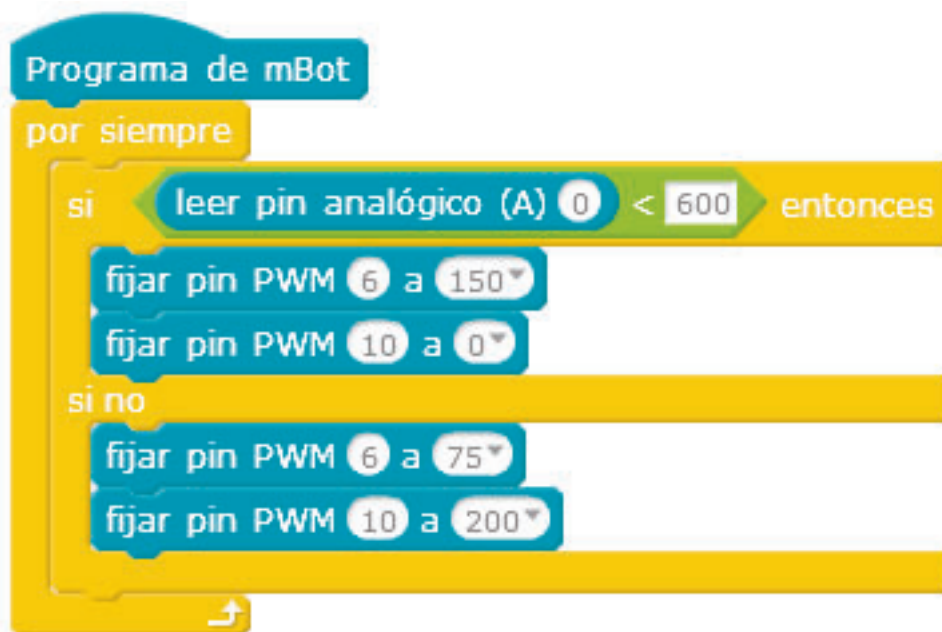 Programa de mBot
por siempre
si leer pin analógico (A) 0 < 600 entonces
fijar pin PWM 6 a 150
fijar pin PWM 10 a 0
si no
fijar pin PWM 6 a 75
fijar pin PWM 10 a 200